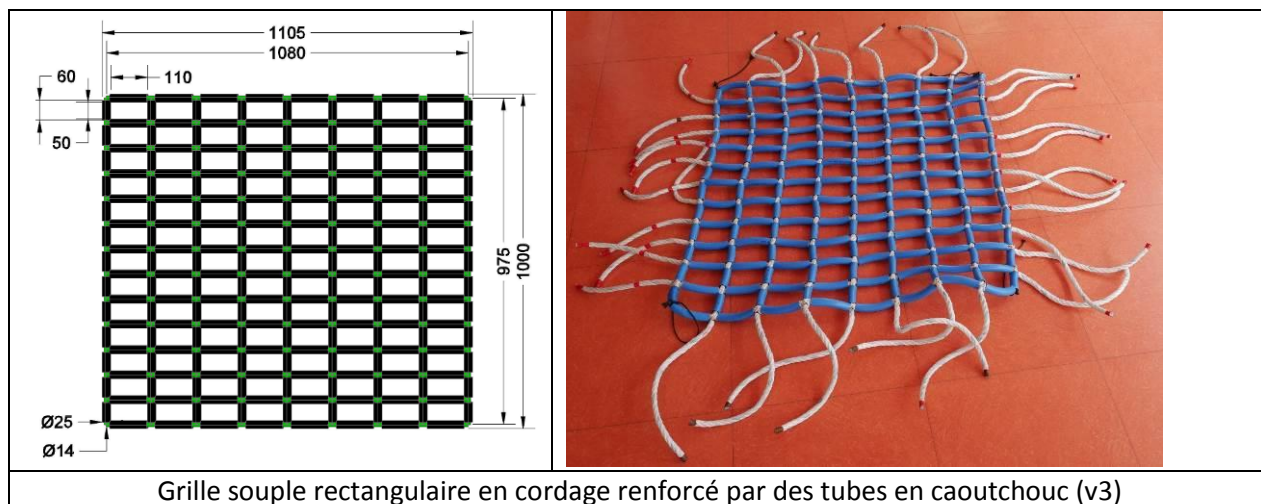 1105
1080
60
110
50
975
1000
Ø25
Ø14
Grille souple rectangulaire en cordage renforcé par des tubes en caoutchouc (v3)